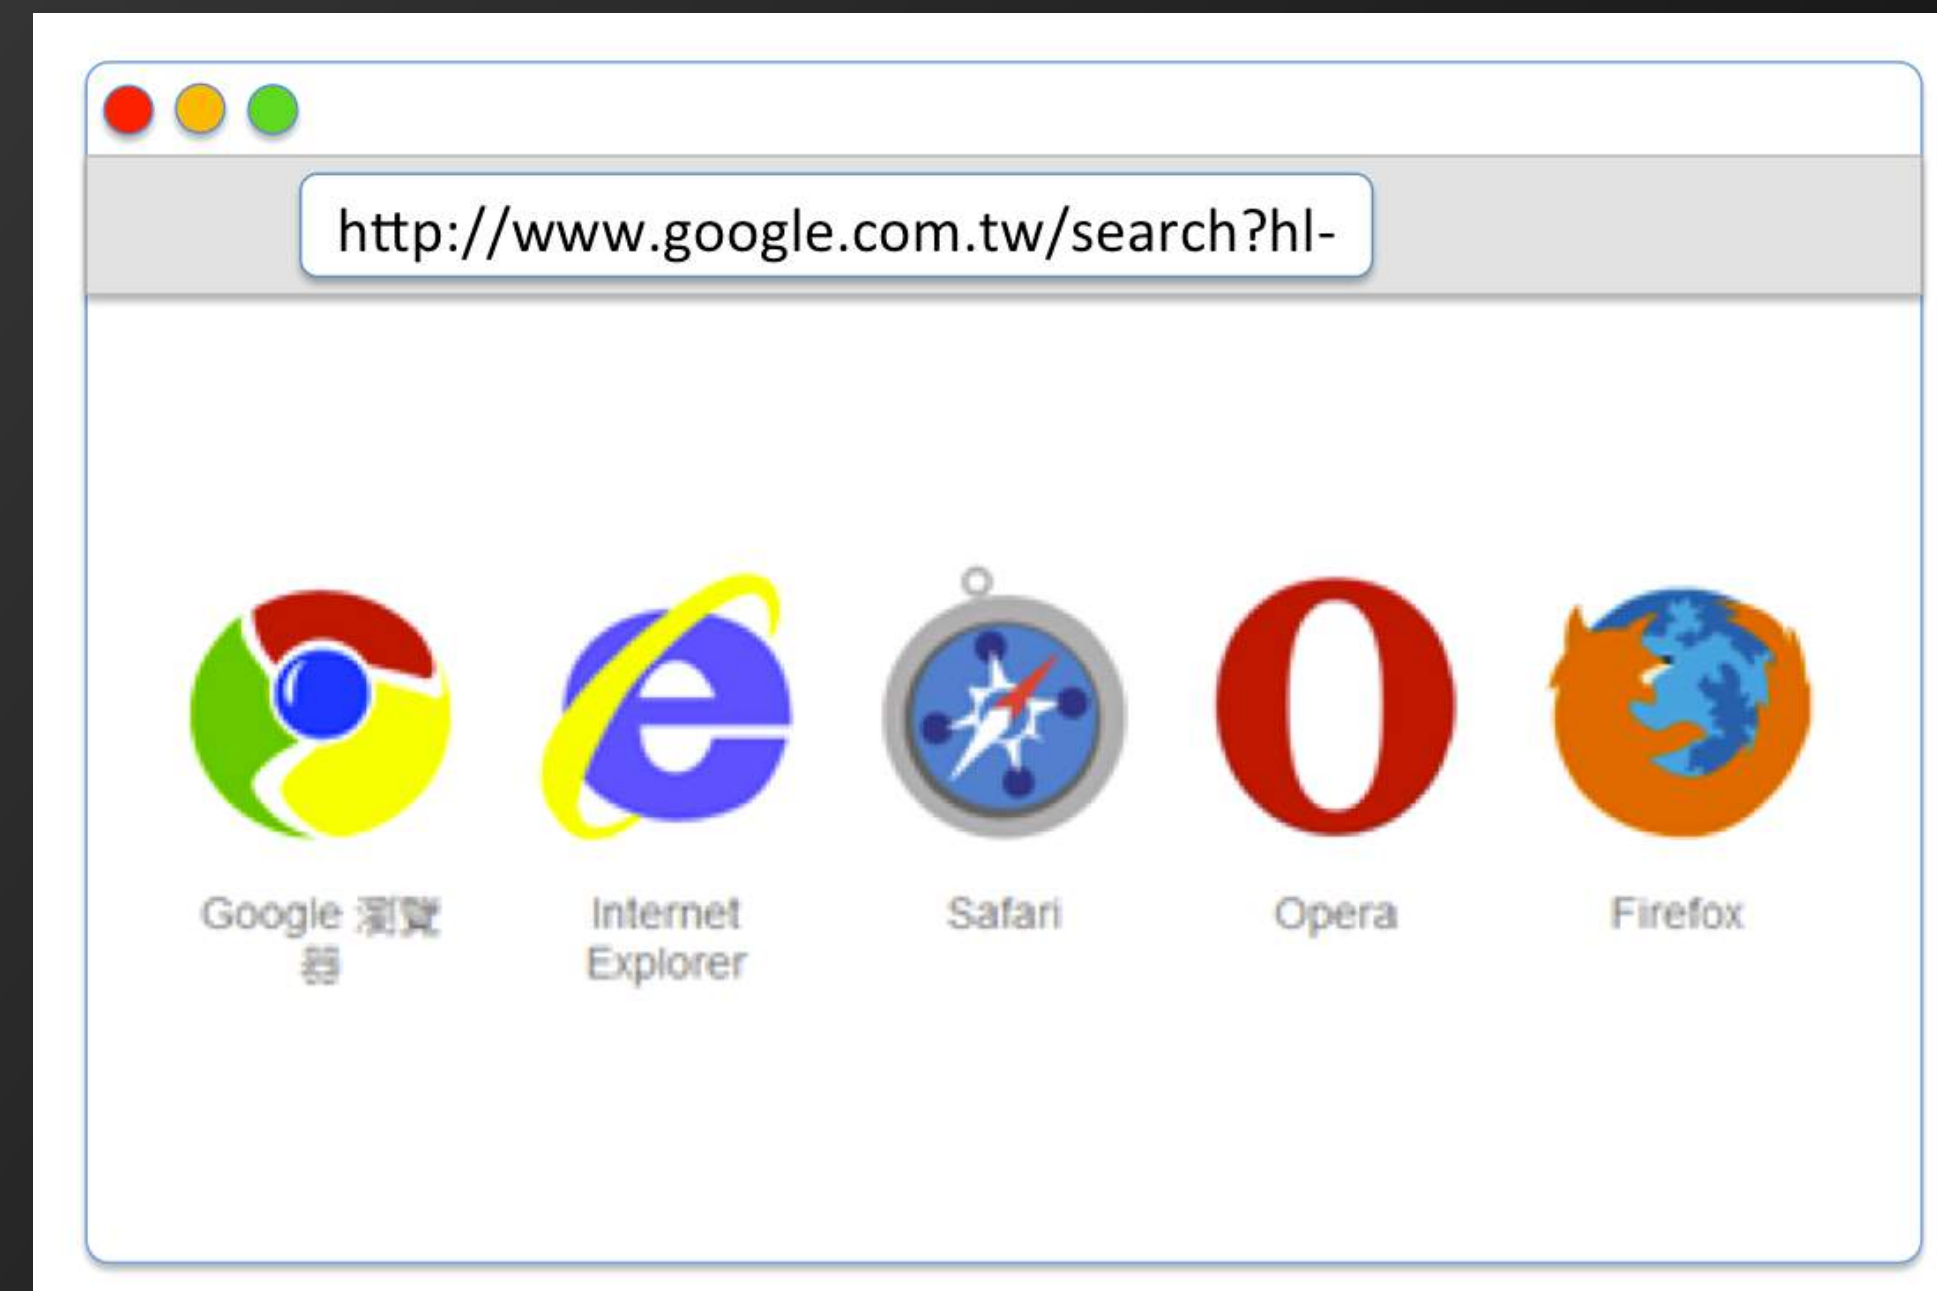 http://www.google.com.tw/search?hl-
Google 瀏覽
器
Internet
Explorer
Safari
Opera
Firefox